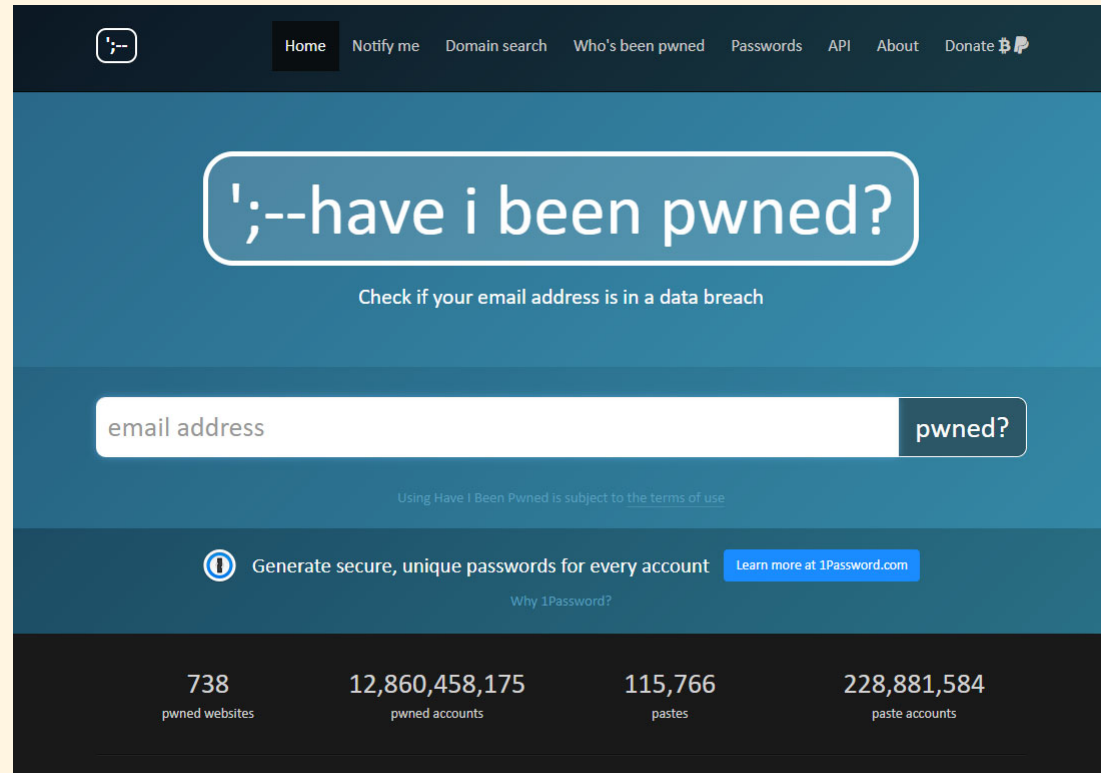 ';--
Home Notify me Domain search Who's been pwned Passwords API About Donate
';--have i been pwned?
Check if your email address is in a data breach
email address pwned?
Using Have I Been Pwned is subject to the terms of use
Generate secure, unique passwords for every account Learn more at 1Password.com
Why 1Password?
738 12,860,458,175 115,766 228,881,584
pwned websites pwned accounts pastes paste accounts